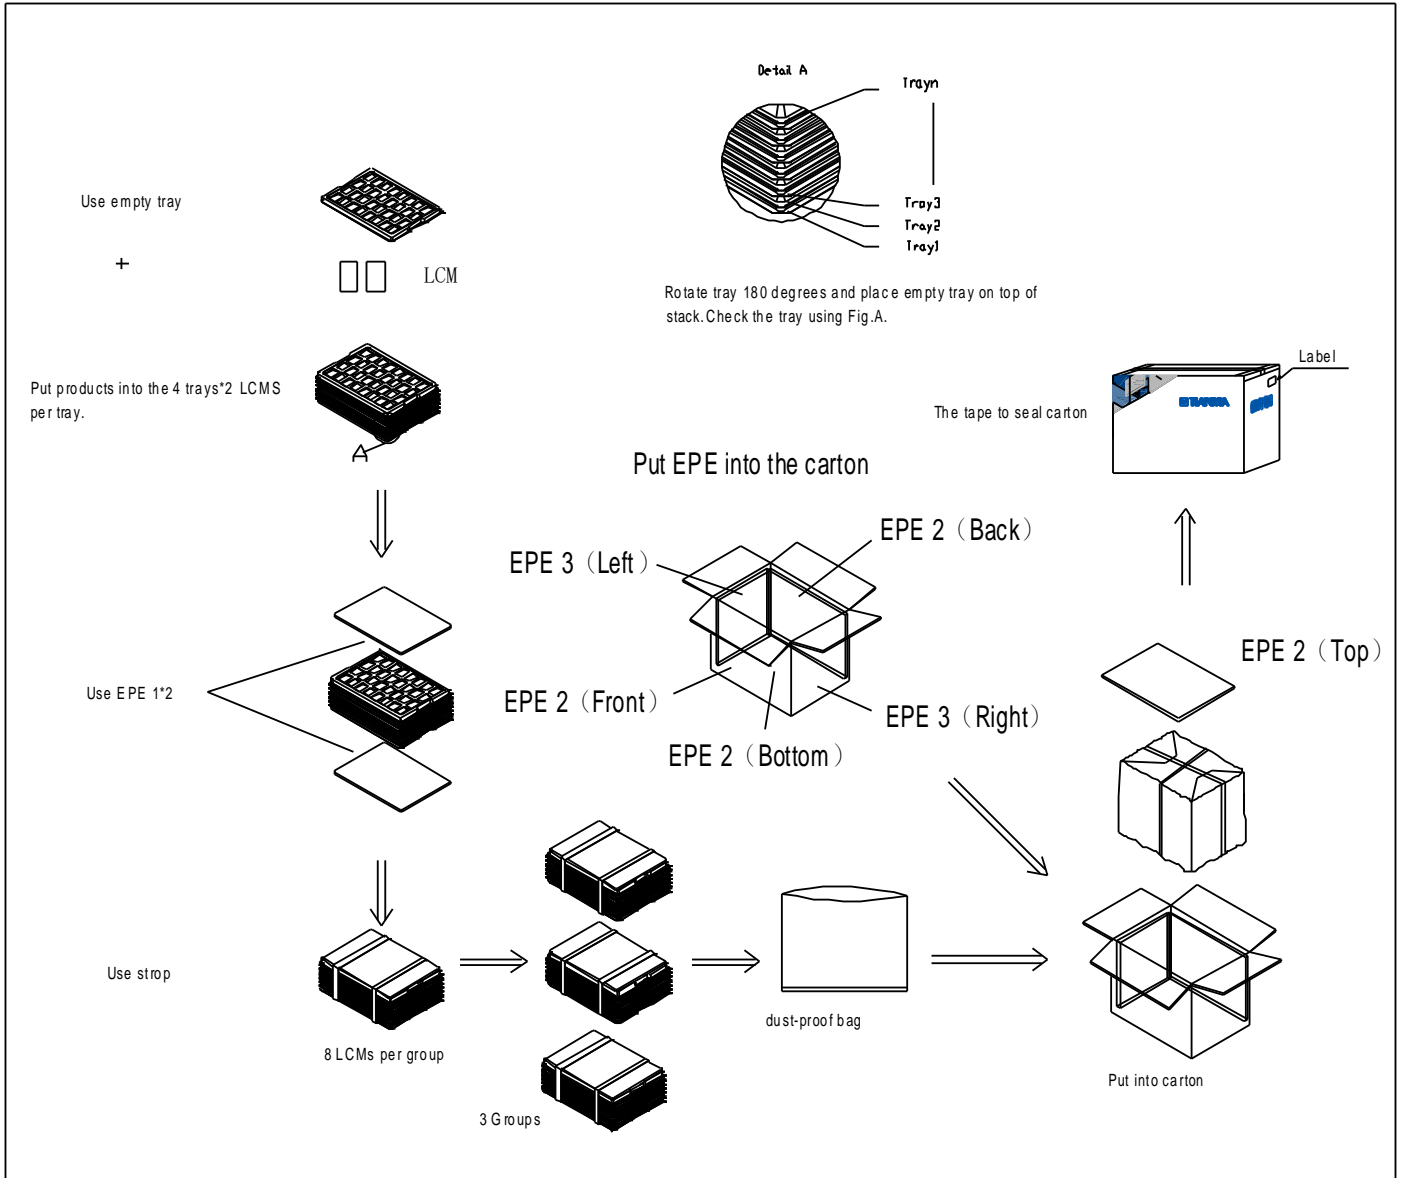 Detail A
Trayn
Tray3
Tray2
Tray1
Use empty tray
+
LCM
Rotate tray 180 degrees and place empty tray on top of
stack.Check the tray using Fig.A.
Put products into the 4 trays*2 LCMS
per tray.
A
Label
The tape to seal carton
TIANMA
Put EPE into the carton
EPE 2（Back）
EPE 3（Left）
EPE 2（Front）
EPE 3（Right）
EPE 2（Bottom）
EPE 2（Top）
Use EPE 1*2
Use strop
8 LCMs per group
3 Groups
dust-proof bag
Put into carton